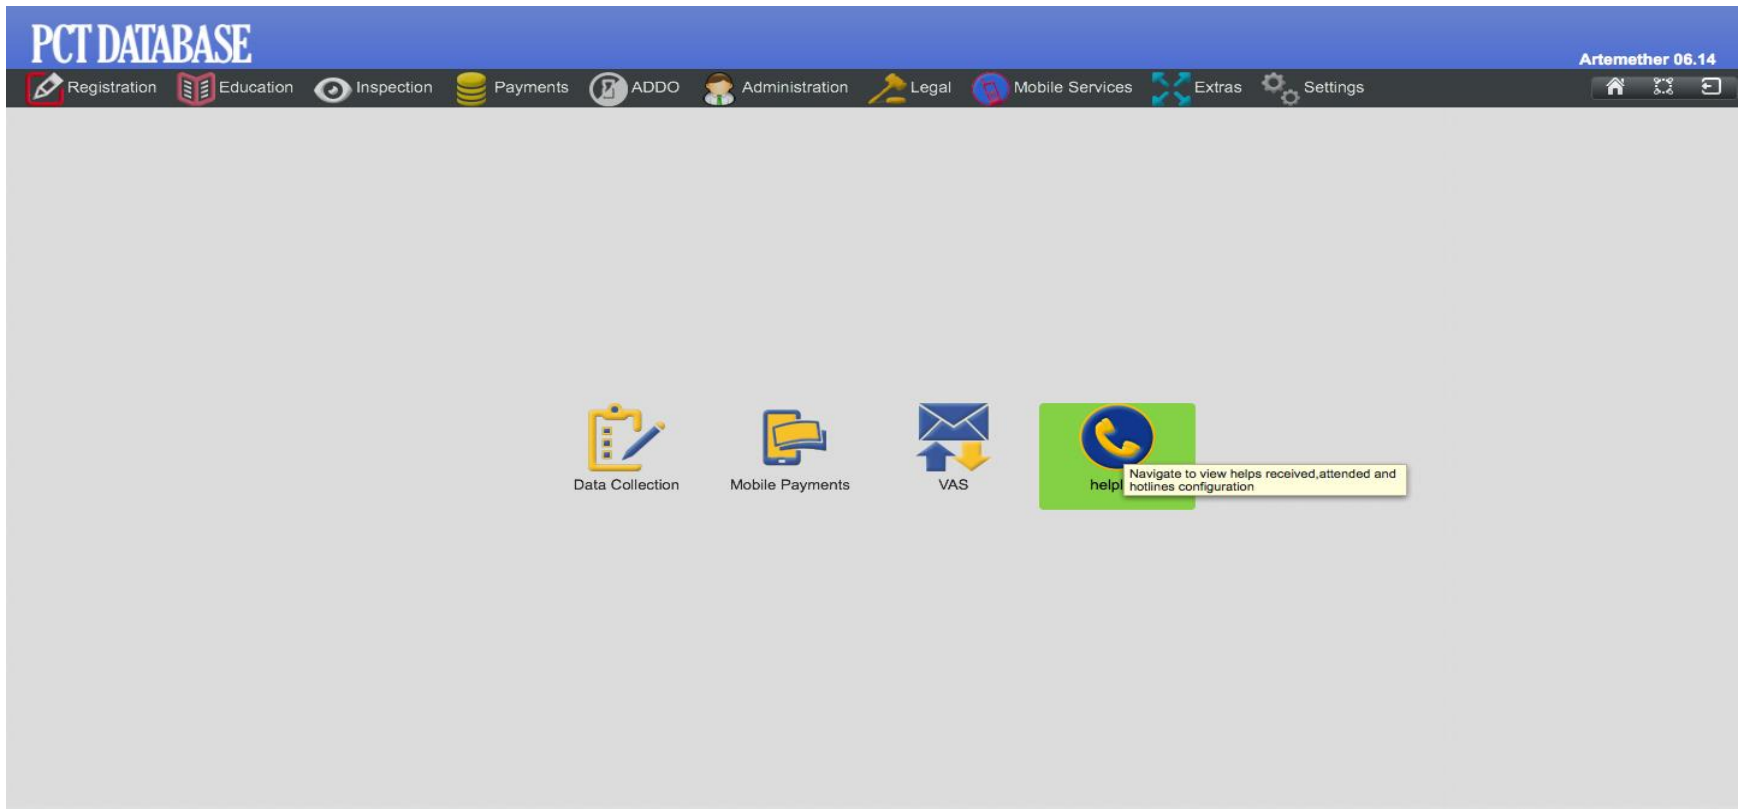 PCT DATABASE
Artemether 06.14
Registration Education Inspection Payments ADDO Administration Legal Mobile Services Extras Settings
Data Collection Mobile Payments VAS
Navigate to view helps received,attended and
hotlines configuration